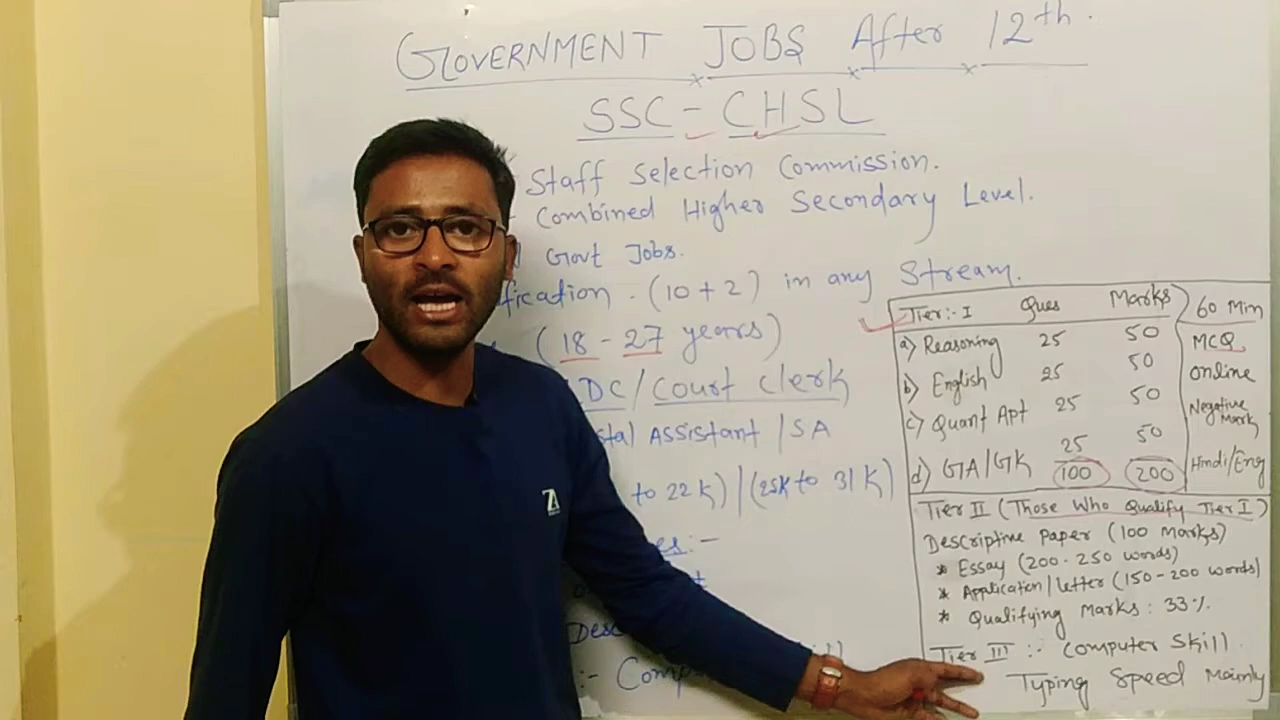 GOVERNMENT JOBS After 12th.
SSC - CHSL
Staff Selection Commission.
- Combined Higher Secondary Level.
Govt Jobs.
(10+2) in any Stream.
(18 - 27 years)
DC/Court Clerk
Assistant /SA
to 22K) | (25K to 31K)
:-
Tier:- I Ques Marks 60 Min
a) Reasoning 25 50 MCQ
b) English 25 50 Online
c) Quant Apt 25 50 Negative Mark
d) GA/GK 25 50 Hindi/Eng
100 200
Tier II (Those Who Qualify Tier I)
Descriptive Paper (100 Marks)
* Essay (200-250 words)
* Application/Letter (150-200 words)
* Qualifying Marks: 33%
Tier III :- Computer Skill.
Typing Speed Mainly
ZA